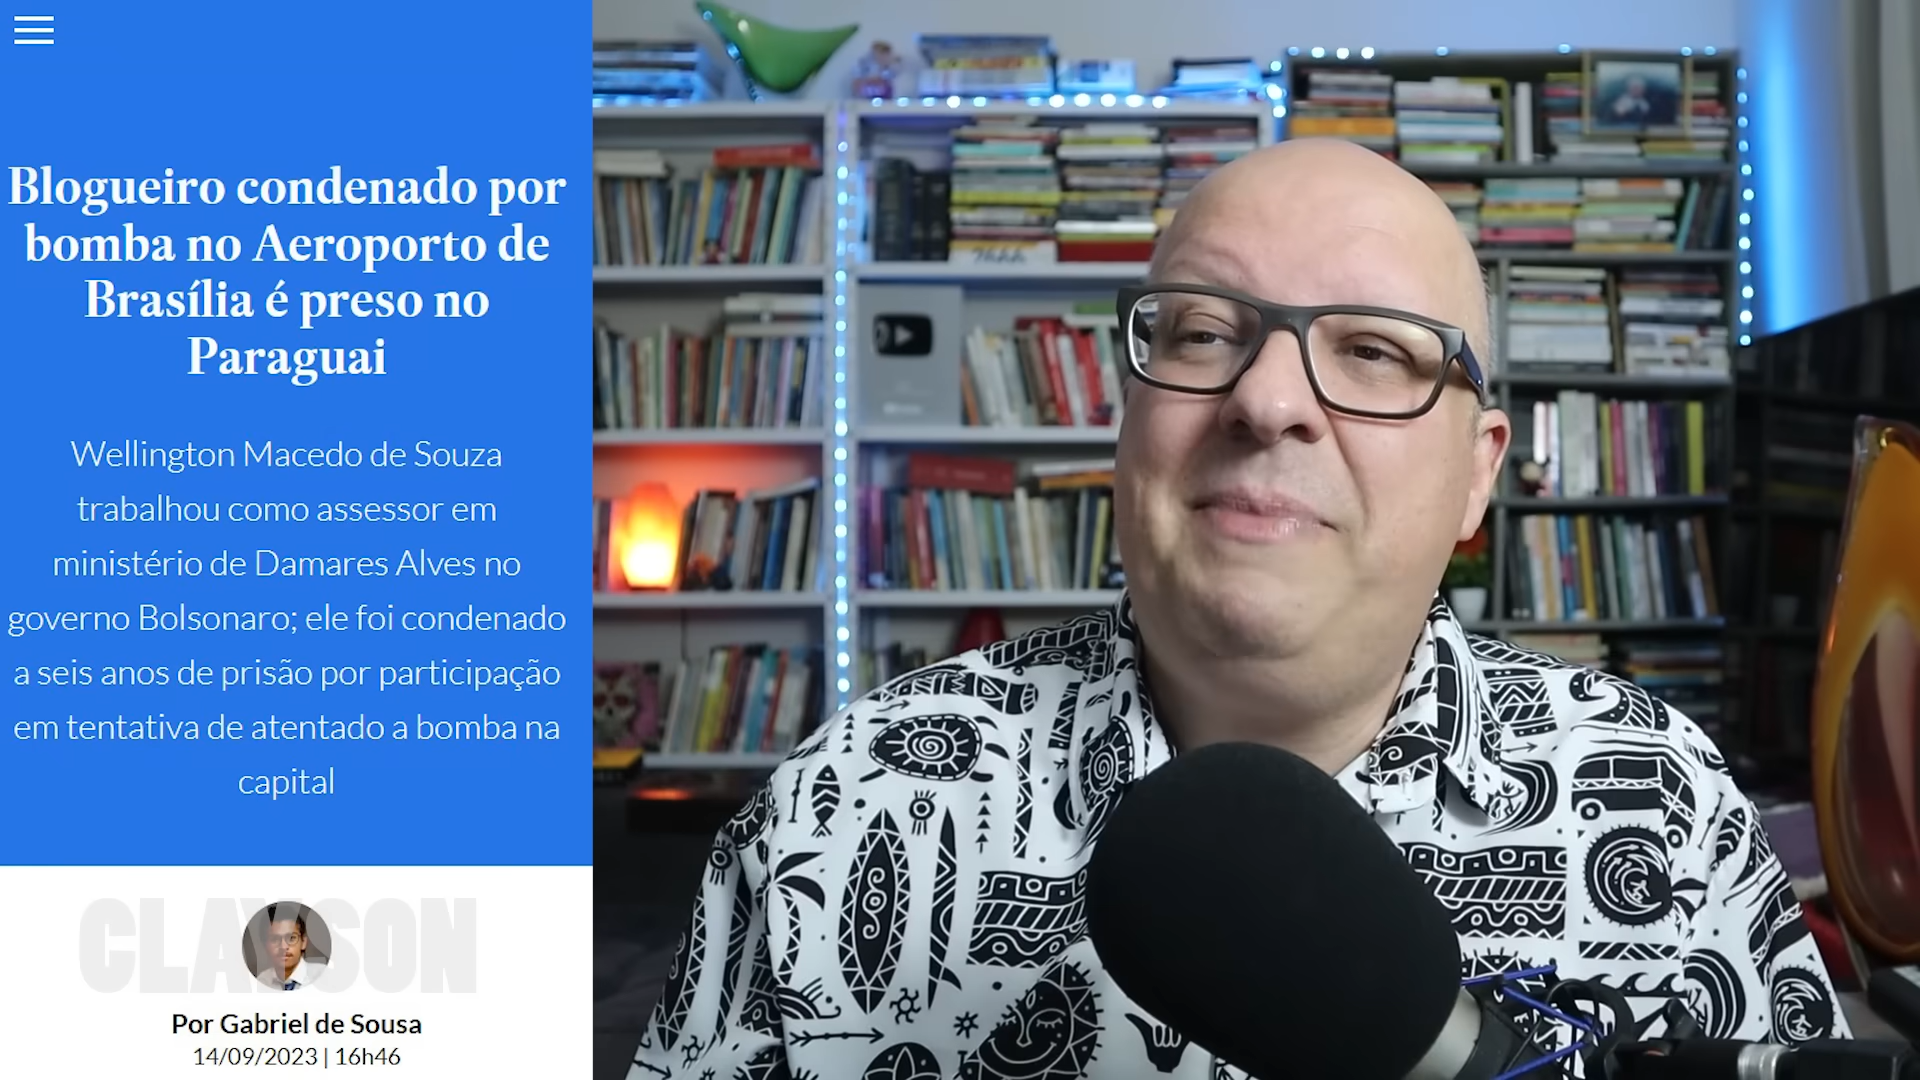 Blogueiro condenado por
bomba no Aeroporto de
Brasília é preso no
Paraguai
Wellington Macedo de Souza
trabalhou como assessor em
ministério de Damares Alves no
governo Bolsonaro; ele foi condenado
a seis anos de prisão por participação
em tentativa de atentado a bomba na
capital
CLAYSON
Por Gabriel de Sousa
14/09/2023 | 16h46